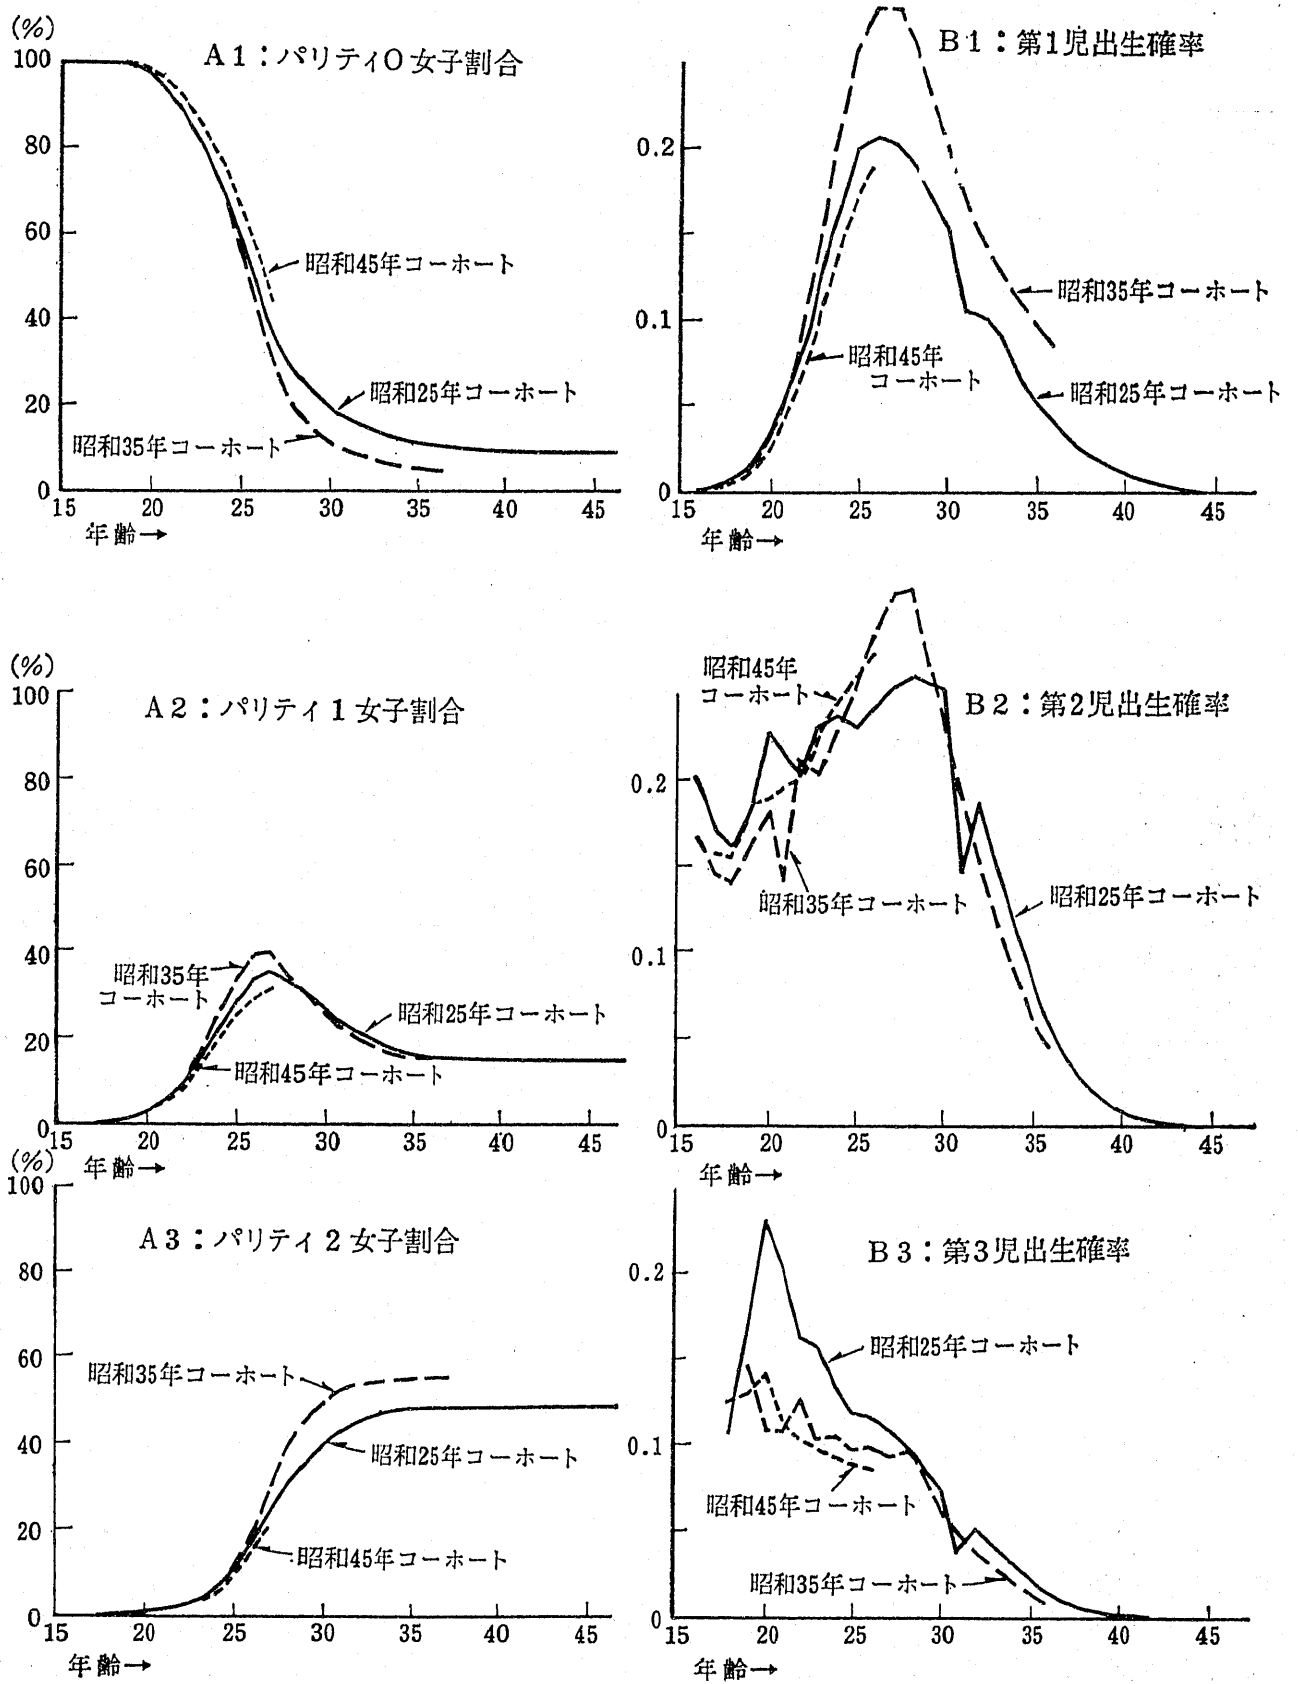 (%)
A1：パリティ0女子割合
100
80
60
40
20
0
昭和45年コーホート
昭和25年コーホート
昭和35年コーホート
15 20 25 30 35 40 45
年齢→
B1：第1児出生確率
0.2
0.1
0
昭和35年コーホート
昭和45年
コーホート
昭和25年コーホート
15 20 25 30 35 40 45
年齢→
(%)
A2：パリティ1女子割合
100
80
60
40
20
0
昭和35年
コーホート
昭和25年コーホート
昭和45年コーホート
15 20 25 30 35 40 45
年齢→
昭和45年
コーホート
B2：第2児出生確率
0.2
0.1
0
昭和35年コーホート
昭和25年コーホート
15 20 25 30 35 40 45
年齢→
(%)
A3：パリティ2女子割合
100
80
60
40
20
0
昭和35年コーホート
昭和25年コーホート
昭和45年コーホート
15 20 25 30 35 40 45
年齢→
B3：第3児出生確率
0.2
0.1
0
昭和25年コーホート
昭和45年コーホート
昭和35年コーホート
15 20 25 30 35 40 45
年齢→